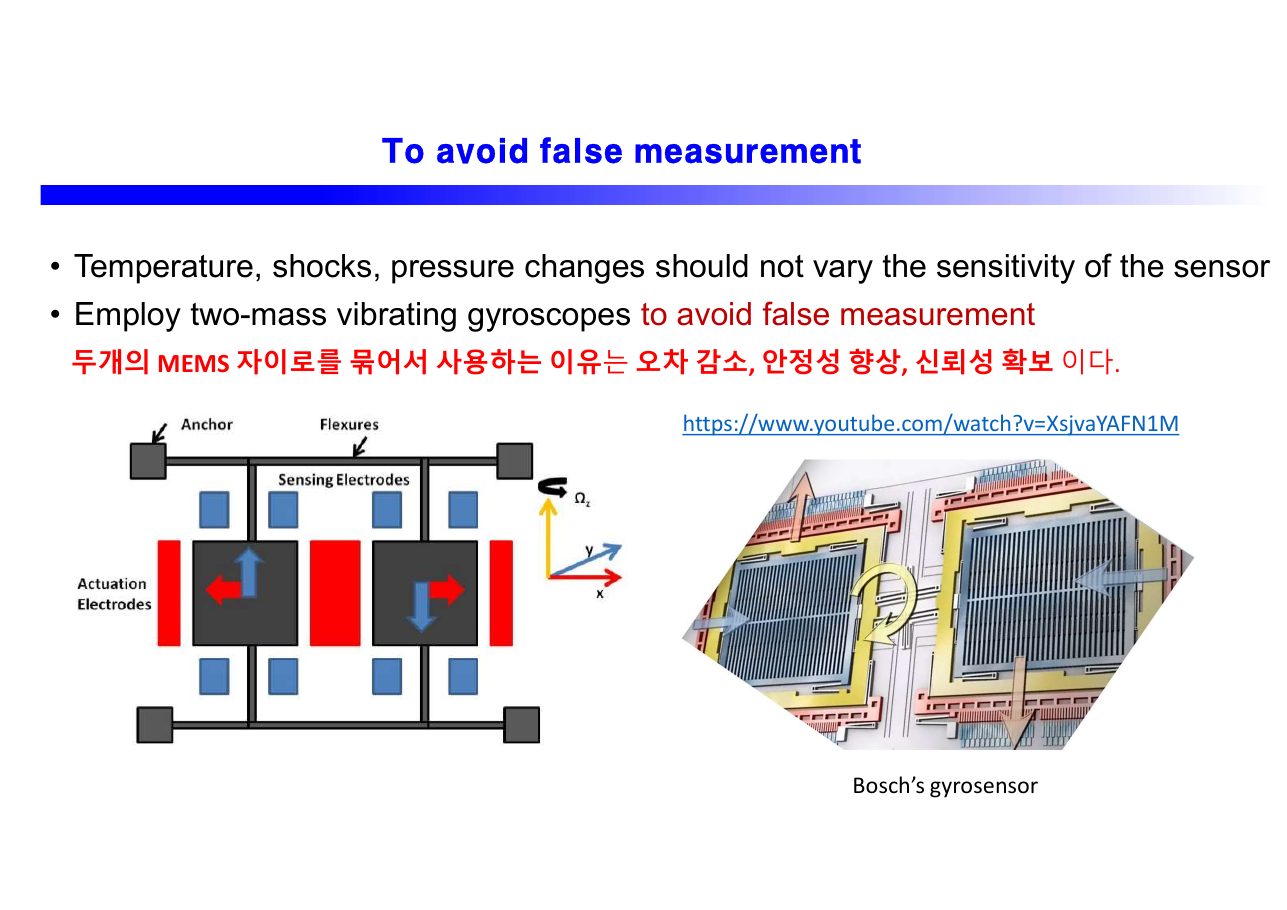 To avoid false measurement
• Temperature, shocks, pressure changes should not vary the sensitivity of the sensor
• Employ two-mass vibrating gyroscopes to avoid false measurement
두개의 MEMS 자이로를 묶어서 사용하는 이유는 오차 감소, 안정성 향상, 신뢰성 확보 이다.
https://www.youtube.com/watch?v=XsjvaYAFN1M
Anchor
Flexures
Sensing Electrodes
Ωz
y
x
Actuation
Electrodes
Bosch’s gyrosensor